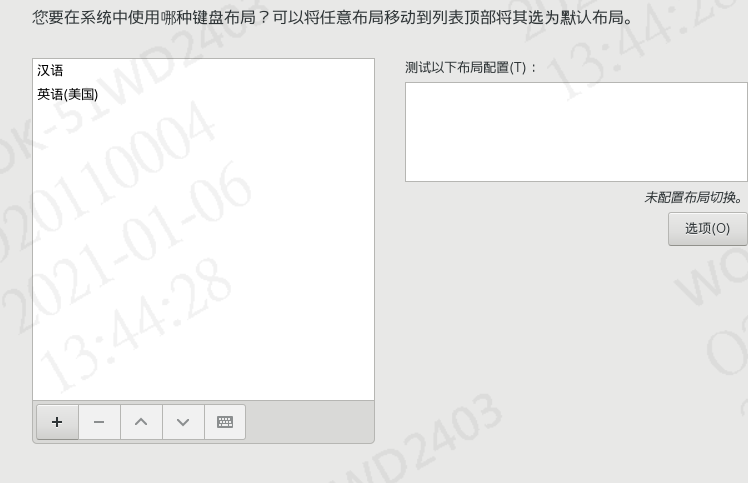 您要在系统中使用哪种键盘布局？可以将任意布局移动到列表顶部将其选为默认布局。
汉语
英语(美国)
测试以下布局配置(T)：
未配置布局切换。
选项(O)
OK-51WD2403
020110004
2021-01-06
13:44:28
13:44:28
WD2403
WO